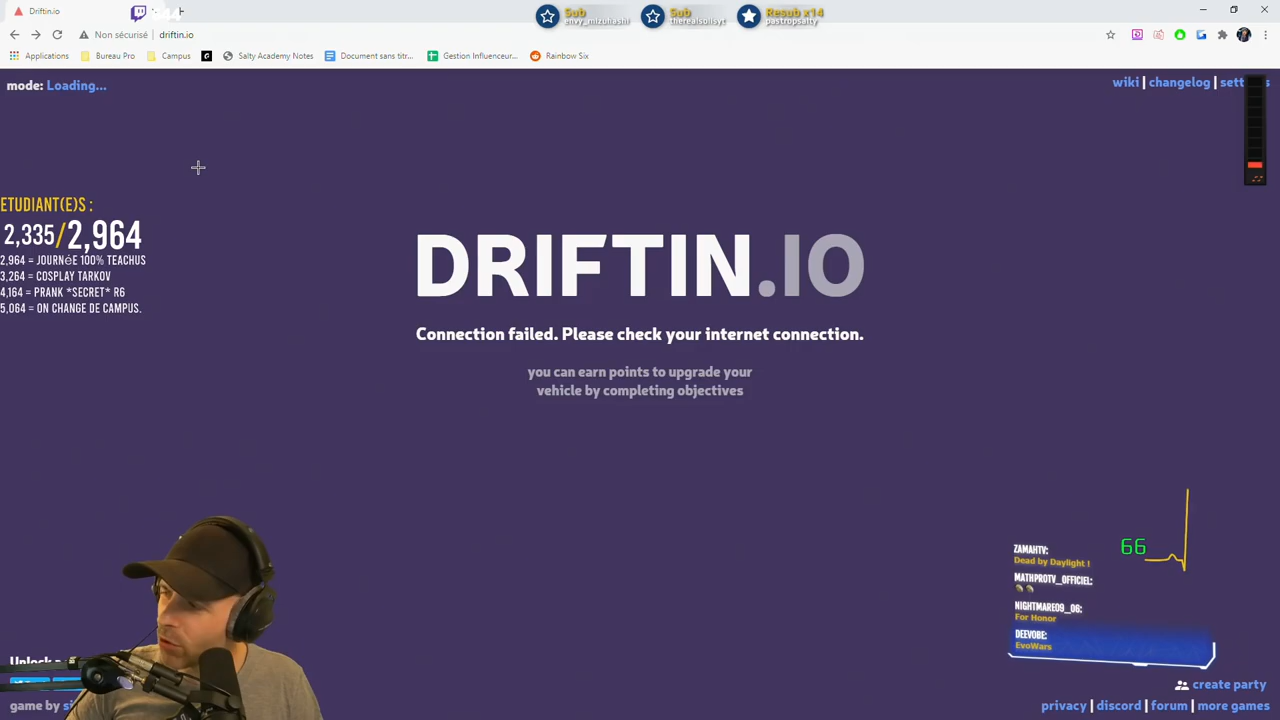 Driftin.io
Sub
envy_mizuhashi
Sub
therealsolisyt
Resub x14
pastropsalty
Non sécurisé
driftin.io
Applications
Bureau Pro
Campus
Salty Academy Notes
Document sans titr...
Gestion Influenceur...
Rainbow Six
mode: Loading...
wiki | changelog | sett s
ETUDIANT(E)S :
2,335/2,964
2,964 = JOURNéE 100% TEACHUS
3,264 = COSPLAY TARKOV
4,164 = PRANK *SECRET* R6
5,064 = ON CHANGE DE CAMPUS.
DRIFTIN.IO
Connection failed. Please check your internet connection.
you can earn points to upgrade your
vehicle by completing objectives
66
ZAMAHTV:
Dead by Daylight !
MATHPROTV_OFFICIEL:
NIGHTMARE09_06:
For Honor
DEEVOBE:
EvoWars
create party
game by
privacy | discord | forum | more games